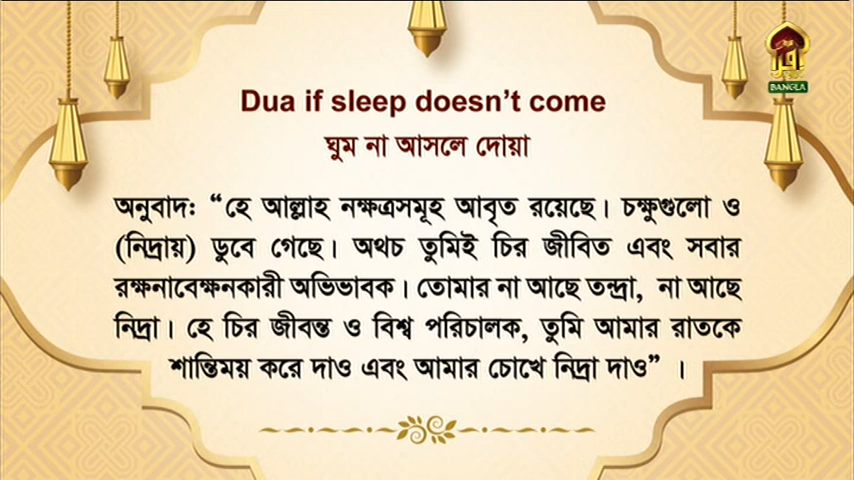 اقرأ
BANGLA
Dua if sleep doesn't come
ঘুম না আসলে দোয়া
অনুবাদ: “হে আল্লাহ নক্ষত্রসমূহ আবৃত রয়েছে। চক্ষুগুলো ও
(নিদ্রায়) ডুবে গেছে। অথচ তুমিই চির জীবিত এবং সবার
রক্ষনাবেক্ষনকারী অভিভাবক। তোমার না আছে তন্দ্রা, না আছে
নিদ্রা। হে চির জীবন্ত ও বিশ্ব পরিচালক, তুমি আমার রাতকে
শান্তিময় করে দাও এবং আমার চোখে নিদ্রা দাও” ।